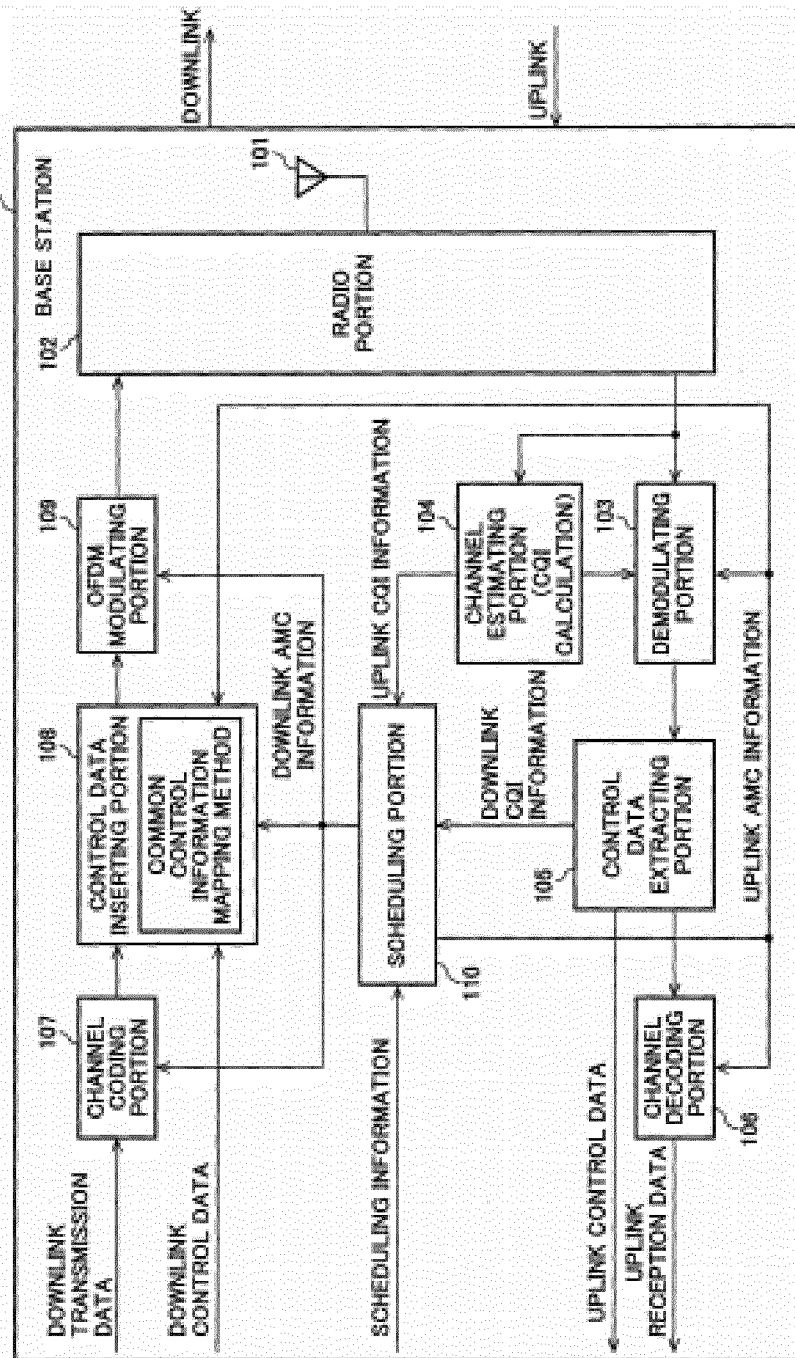 BASE STATION
DOWNLINK
UPLINK
101
102
RADIO
PORTION
DOWNLINK
TRANSMISSION
DATA
107
CHANNEL
CODING
PORTION
108
CONTROL DATA
INSERTING PORTION
COMMON
CONTROL
INFORMATION
MAPPING METHOD
109
OFDM
MODULATING
PORTION
DOWNLINK
CONTROL DATA
DOWNLINK AMC
INFORMATION
SCHEDULING INFORMATION
SCHEDULING PORTION
110
UPLINK CQI INFORMATION
104
CHANNEL
ESTIMATING
PORTION
(CQI
CALCULATION)
DOWNLINK
CQI
INFORMATION
103
DEMODULATING
PORTION
105
CONTROL
DATA
EXTRACTING
PORTION
UPLINK CONTROL DATA
UPLINK
RECEPTION DATA
CHANNEL
DECODING
PORTION
106
UPLINK AMC INFORMATION